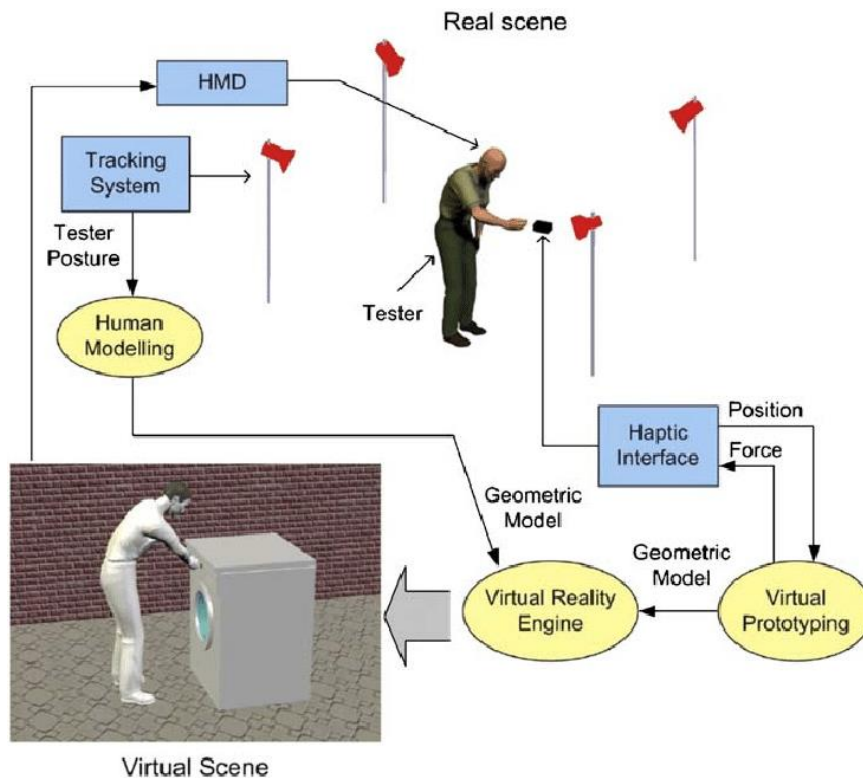 Real scene
HMD
Tracking
System
Tester
Posture
Human
Modelling
Tester
Haptic
Interface
Position
Force
Geometric
Model
Geometric
Model
Virtual Reality
Engine
Virtual
Prototyping
Virtual Scene